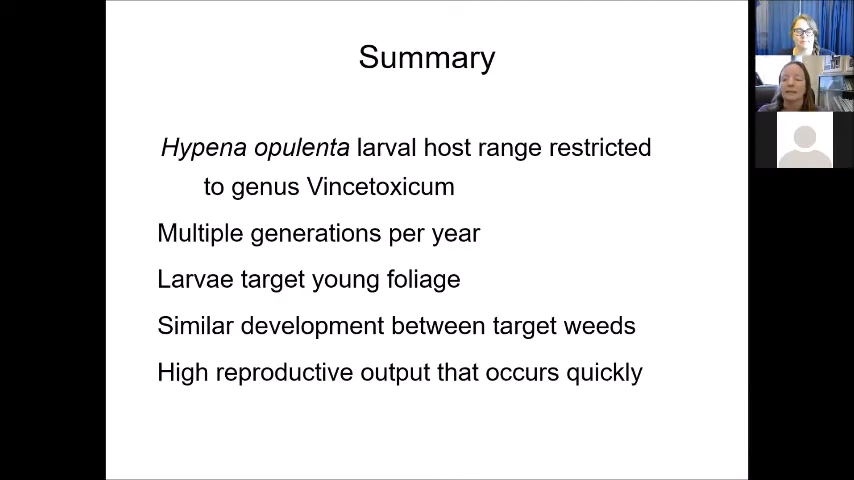 Summary
Hypena opulenta larval host range restricted
to genus Vincetoxicum
Multiple generations per year
Larvae target young foliage
Similar development between target weeds
High reproductive output that occurs quickly